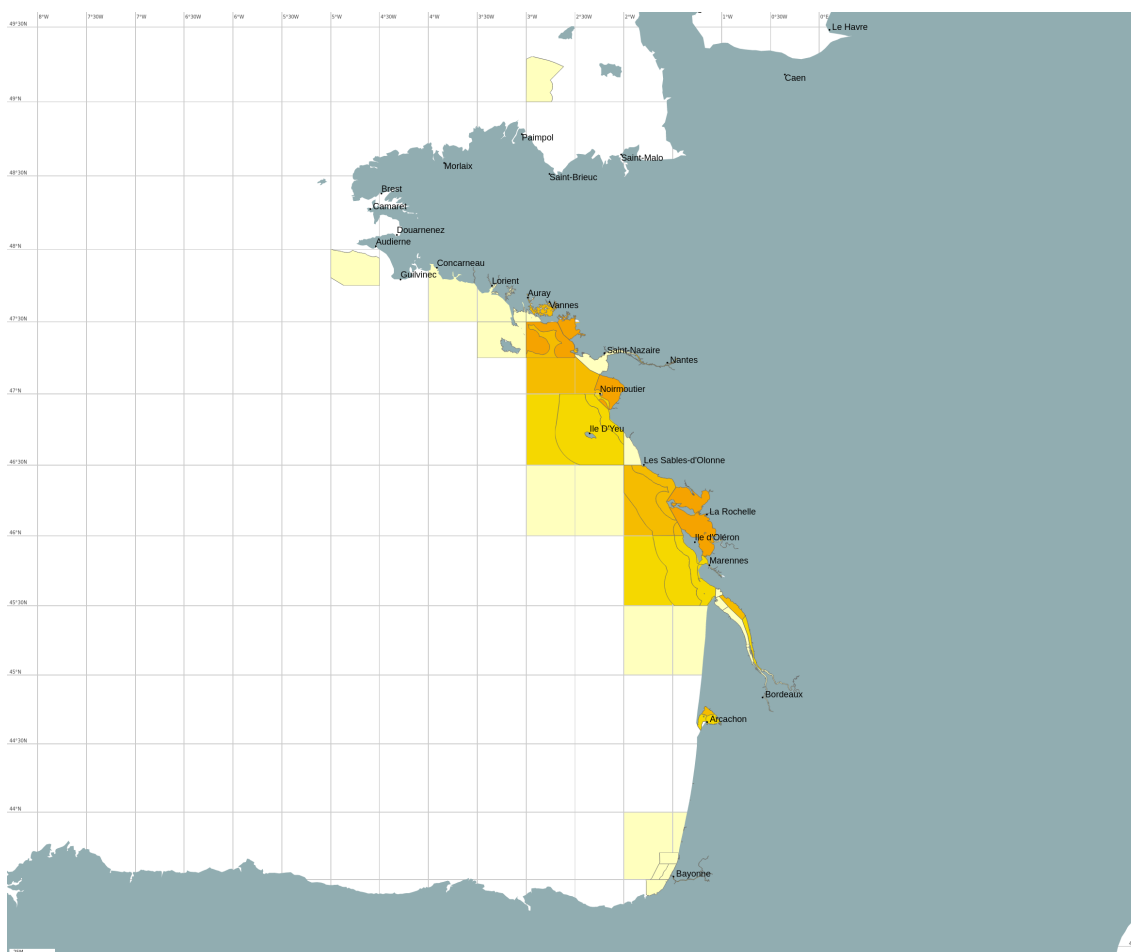 8°W 7°30W 7°W 6°30W 6°W 5°30W 5°W 4°30W 4°W 3°30W 3°W 2°30W 2°W 1°W 0°30W 0°E
49°30N
Le Havre
Caen
49°N
Paimpol
Saint-Malo
Morlaix
48°30N
Saint-Brieuc
Brest
Camaret
Douarnenez
Audierne
48°N
Concarneau
Guilvinec
Lorient
Auray
Vannes
47°30N
Saint-Nazaire
Nantes
Noirmoutier
47°N
Ile D'Yeu
Les Sables-d'Olonne
46°30N
La Rochelle
46°N
Ile d'Oléron
Marennes
45°30N
45°N
Bordeaux
Arcachon
44°30N
44°N
Bayonne